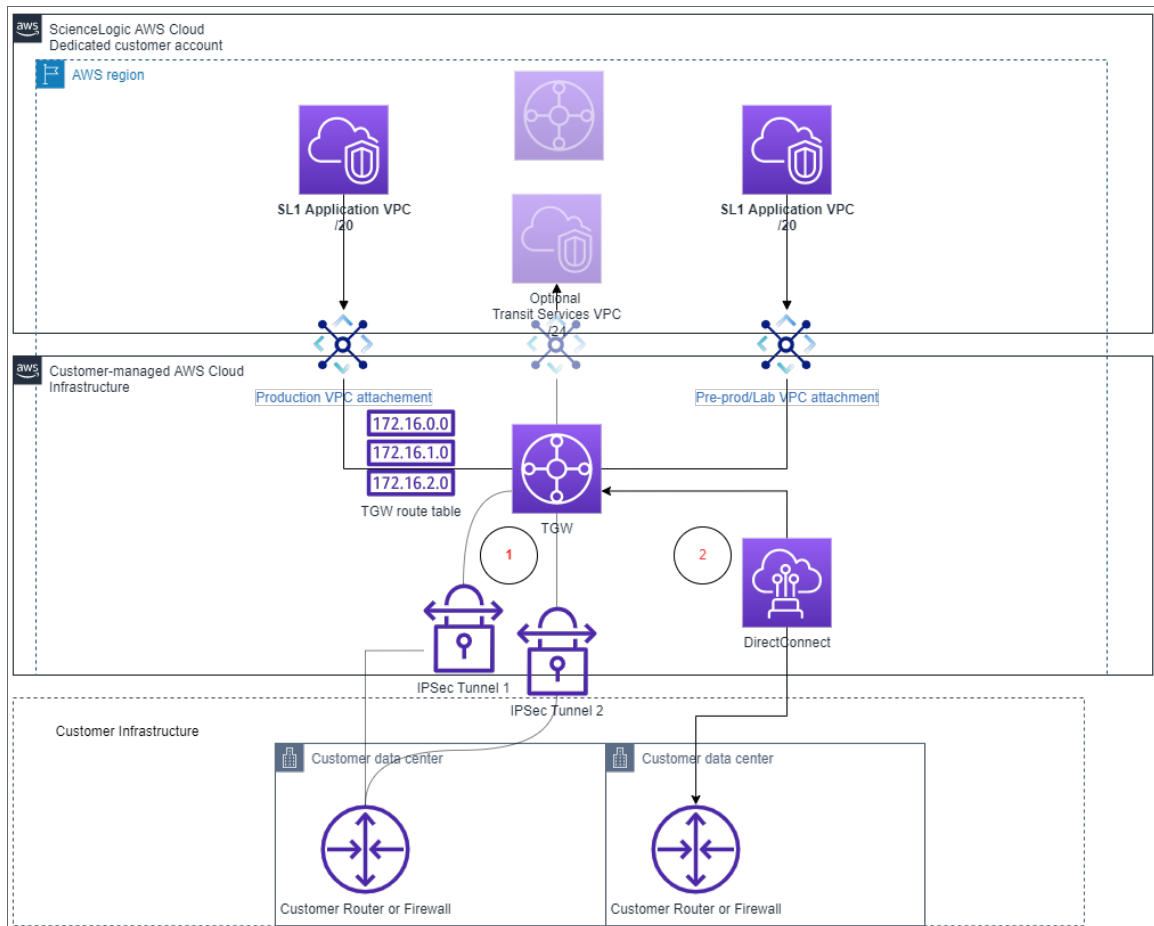 aws
ScienceLogic AWS Cloud
Dedicated customer account
AWS region
SL1 Application VPC
/20
SL1 Application VPC
/20
Optional
Transit Services VPC
/24
aws
Customer-managed AWS Cloud
Infrastructure
Production VPC attachement
Pre-prod/Lab VPC attachment
172.16.0.0
172.16.1.0
172.16.2.0
TGW route table
TGW
1
2
DirectConnect
IPSec Tunnel 1
IPSec Tunnel 2
Customer Infrastructure
Customer data center
Customer data center
Customer Router or Firewall
Customer Router or Firewall